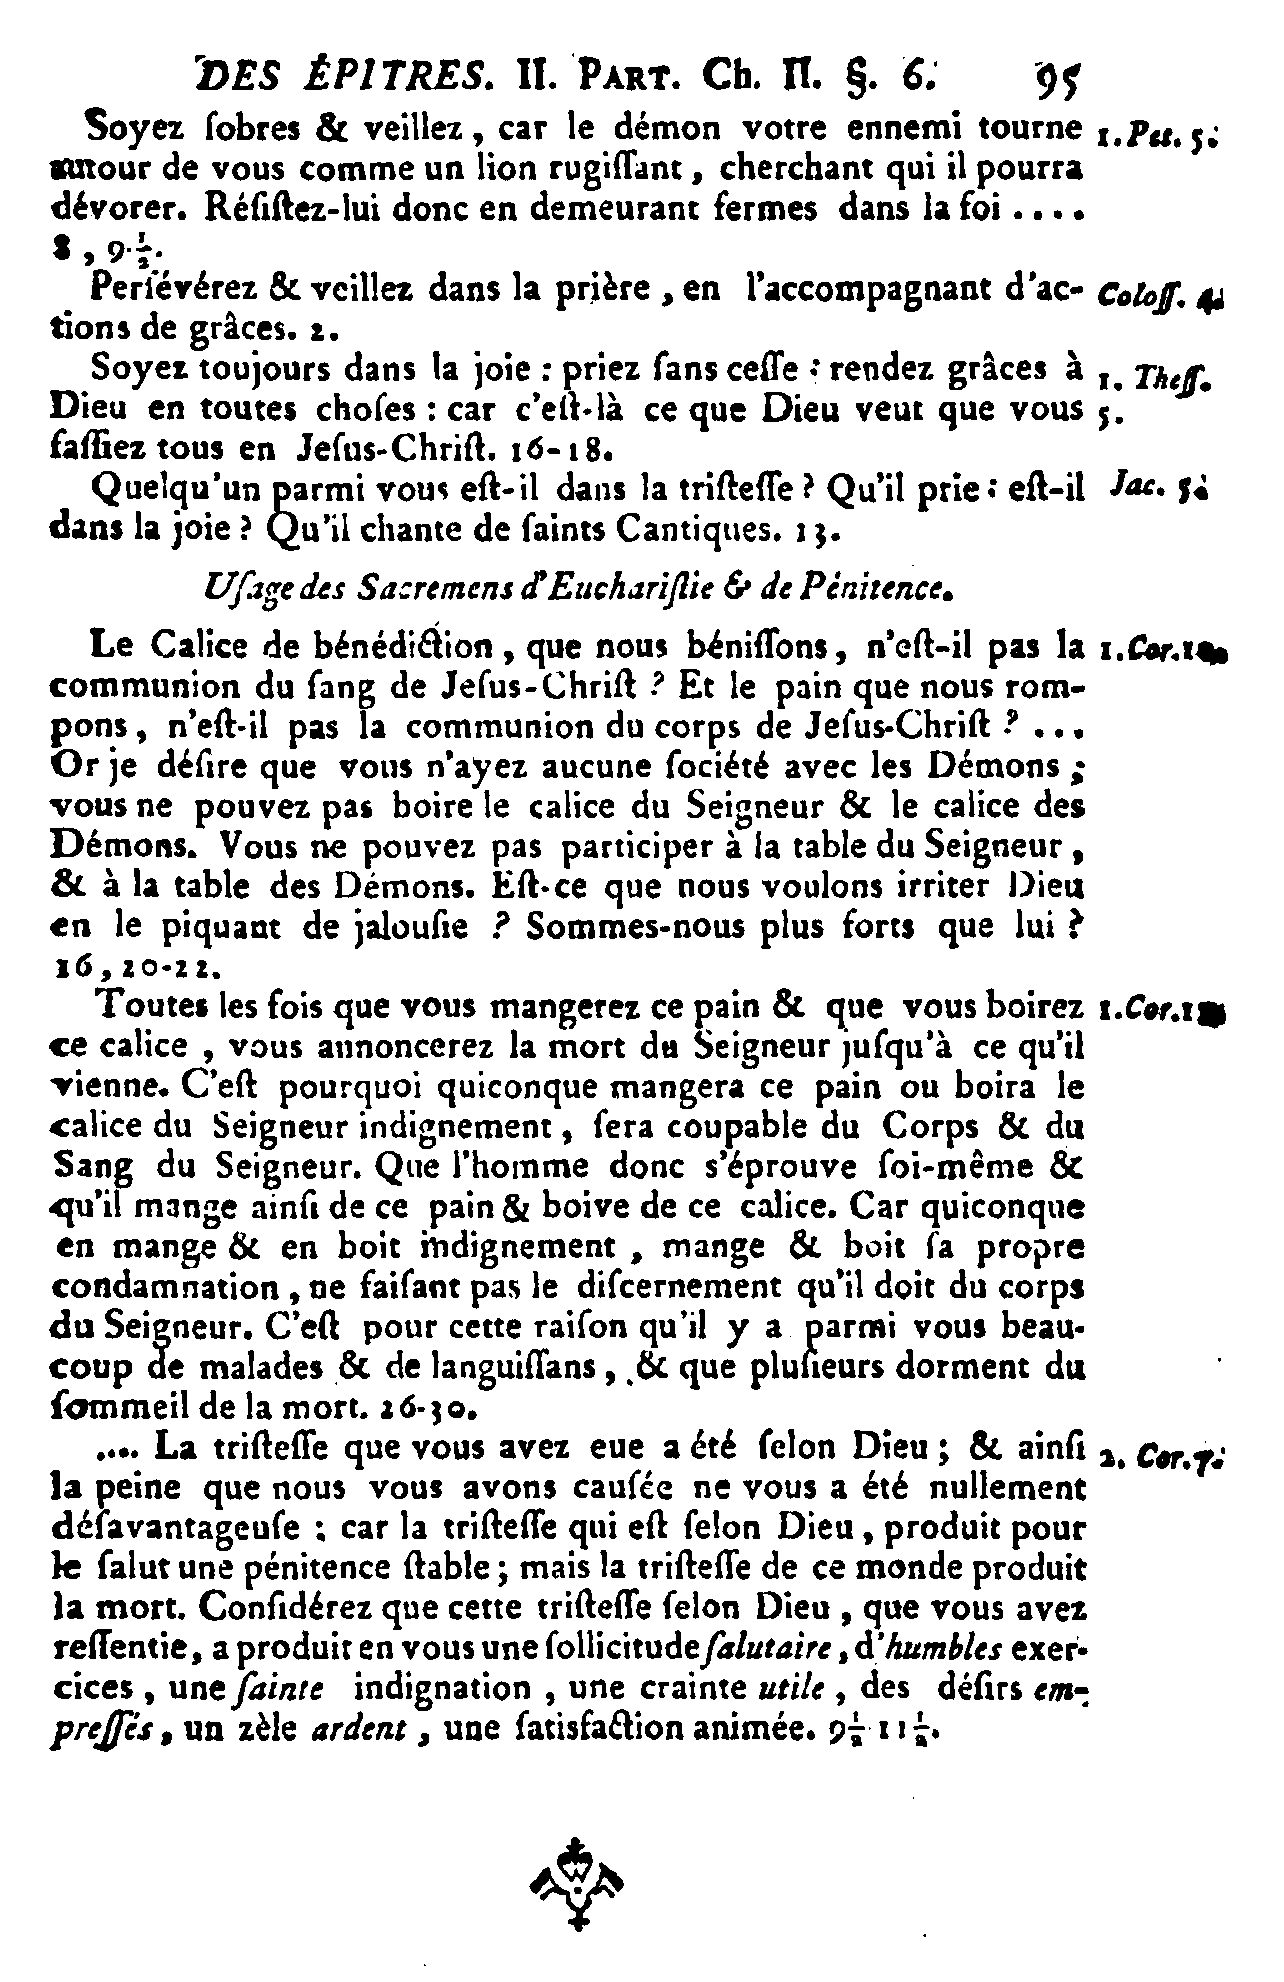 DES ÉPITRES. II. PART. Ch. II. §. 6. 95
Soyez ſobres & veillez, car le démon votre ennemi tourne 1. Pet. 5.
autour de vous comme un lion rugiſſant, cherchant qui il pourra
dévorer. Réſiſtez-lui donc en demeurant fermes dans la foi ....
8, 9 ½.
Perſévérez & veillez dans la prière, en l'accompagnant d'ac- Coloſſ. 4.
tions de grâces. 2.
Soyez toujours dans la joie : priez ſans ceſſe : rendez grâces à 1. Theſſ.
Dieu en toutes choſes : car c'eſt-là ce que Dieu veut que vous 5.
faſſiez tous en Jeſus-Chriſt. 16-18.
Quelqu'un parmi vous eſt-il dans la triſteſſe ? Qu'il prie : eſt-il Jac. 5.
dans la joie ? Qu'il chante de ſaints Cantiques. 13.
Uſage des Sacremens d'Euchariſtie & de Pénitence.
Le Calice de bénédiction, que nous béniſſons, n'eſt-il pas la 1. Cor. 10.
communion du ſang de Jeſus-Chriſt ? Et le pain que nous rom-
pons, n'eſt-il pas la communion du corps de Jeſus-Chriſt ? ...
Or je déſire que vous n'ayez aucune ſociété avec les Démons ;
vous ne pouvez pas boire le calice du Seigneur & le calice des
Démons. Vous ne pouvez pas participer à la table du Seigneur,
& à la table des Démons. Eſt-ce que nous voulons irriter Dieu
en le piquant de jalouſie ? Sommes-nous plus forts que lui ?
16, 20-22.
Toutes les fois que vous mangerez ce pain & que vous boirez 1. Cor.
ce calice, vous annoncerez la mort du Seigneur juſqu'à ce qu'il
vienne. C'eſt pourquoi quiconque mangera ce pain ou boira le
calice du Seigneur indignement, ſera coupable du Corps & du
Sang du Seigneur. Que l'homme donc s'éprouve ſoi-même &
qu'il mange ainſi de ce pain & boive de ce calice. Car quiconque
en mange & en boit indignement, mange & boit ſa propre
condamnation, ne faiſant pas le diſcernement qu'il doit du corps
du Seigneur. C'eſt pour cette raiſon qu'il y a parmi vous beau-
coup de malades & de languiſſans, & que pluſieurs dorment du
ſommeil de la mort. 26-30.
.... La triſteſſe que vous avez eue a été ſelon Dieu ; & ainſi 2. Cor. 7.
la peine que nous vous avons cauſée ne vous a été nullement
déſavantageuſe ; car la triſteſſe qui eſt ſelon Dieu, produit pour
le ſalut une pénitence ſtable ; mais la triſteſſe de ce monde produit
la mort. Conſidérez que cette triſteſſe ſelon Dieu, que vous avez
reſſentie, a produit en vous une ſollicitude ſalutaire, d'humbles exer-
cices, une ſainte indignation, une crainte utile, des déſirs em-
preſſés, un zèle ardent, une ſatisfaction animée. 9 ½ 11 ½.